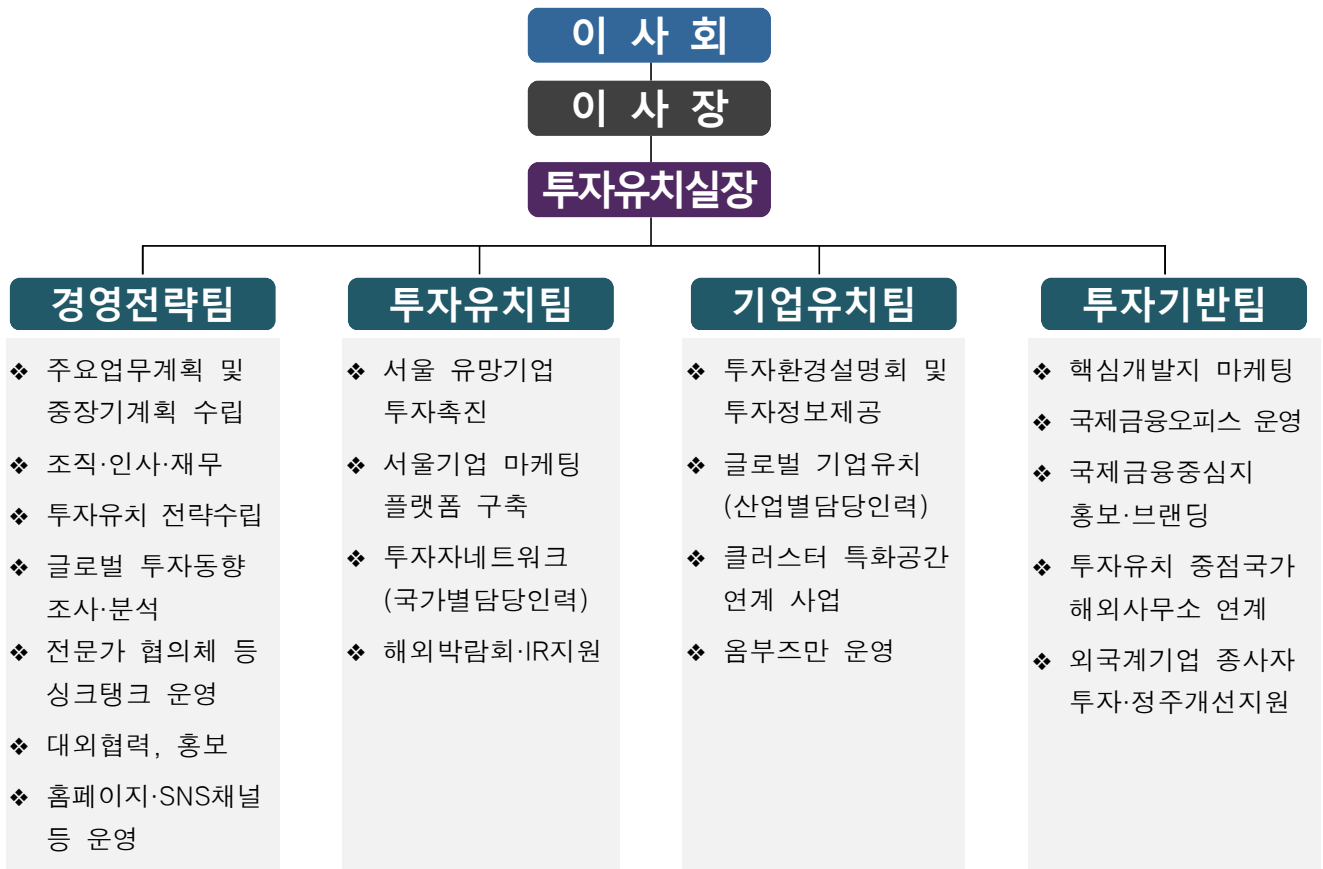 이 사 회
이 사 장
투자유치실장
경영전략팀
❖ 주요업무계획 및
중장기계획 수립
❖ 조직·인사·재무
❖ 투자유치 전략수립
❖ 글로벌 투자동향
조사·분석
❖ 전문가 협의체 등
싱크탱크 운영
❖ 대외협력, 홍보
❖ 홈페이지·SNS채널
등 운영
투자유치팀
❖ 서울 유망기업
투자촉진
❖ 서울기업 마케팅
플랫폼 구축
❖ 투자자네트워크
(국가별담당인력)
❖ 해외박람회·IR지원
기업유치팀
❖ 투자환경설명회 및
투자정보제공
❖ 글로벌 기업유치
(산업별담당인력)
❖ 클러스터 특화공간
연계 사업
❖ 옴부즈만 운영
투자기반팀
❖ 핵심개발지 마케팅
❖ 국제금융오피스 운영
❖ 국제금융중심지
홍보·브랜딩
❖ 투자유치 중점국가
해외사무소 연계
❖ 외국계기업 종사자
투자·정주개선지원